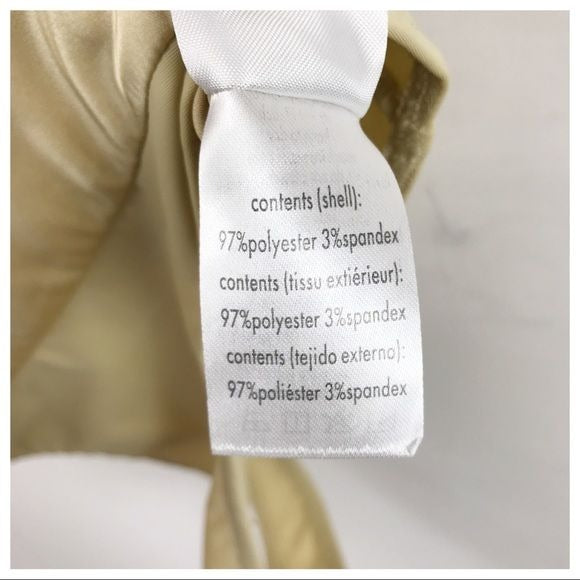 contents (shell):
97%polyester 3%spandex
contents (tissu extiérieur):
97%polyester 3%spandex
contents (tejido externo):
97%poliéster 3%spandex